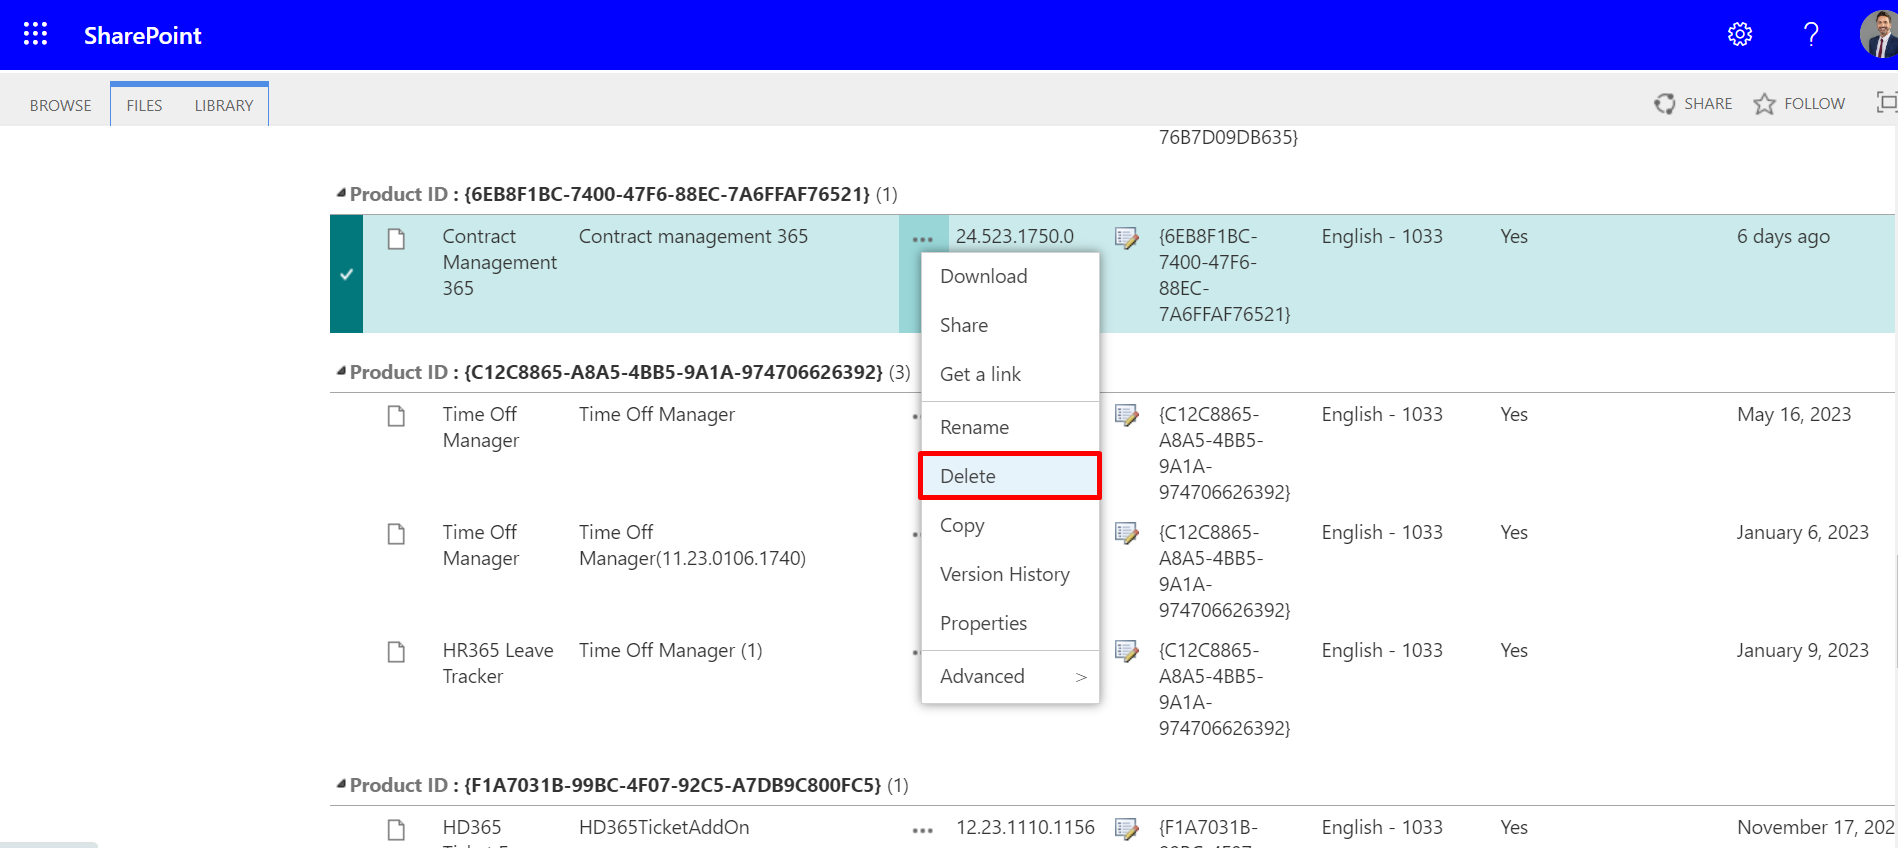 SharePoint
BROWSE FILES LIBRARY SHARE FOLLOW
76B7D09DB635}
Product ID : {6EB8F1BC-7400-47F6-88EC-7A6FFAF76521} (1)
Contract Management 365 Contract management 365 ... 24.523.1750.0 {6EB8F1BC-7400-47F6-88EC-7A6FFAF76521} English - 1033 Yes 6 days ago
Download
Share
Get a link
Rename
Delete
Copy
Version History
Properties
Advanced >
Product ID : {C12C8865-A8A5-4BB5-9A1A-974706626392} (3)
Time Off Manager Time Off Manager {C12C8865-A8A5-4BB5-9A1A-974706626392} English - 1033 Yes May 16, 2023
Time Off Manager Time Off Manager(11.23.0106.1740) {C12C8865-A8A5-4BB5-9A1A-974706626392} English - 1033 Yes January 6, 2023
HR365 Leave Tracker Time Off Manager (1) {C12C8865-A8A5-4BB5-9A1A-974706626392} English - 1033 Yes January 9, 2023
Product ID : {F1A7031B-99BC-4F07-92C5-A7DB9C800FC5} (1)
HD365 HD365TicketAddOn ... 12.23.1110.1156 {F1A7031B- English - 1033 Yes November 17, 202